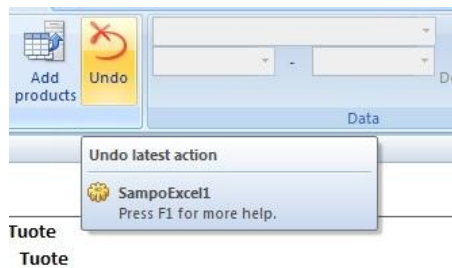 Add
products
Undo
-
D
Data
Undo latest action
SampoExcel1
Press F1 for more help.
Tuote
Tuote